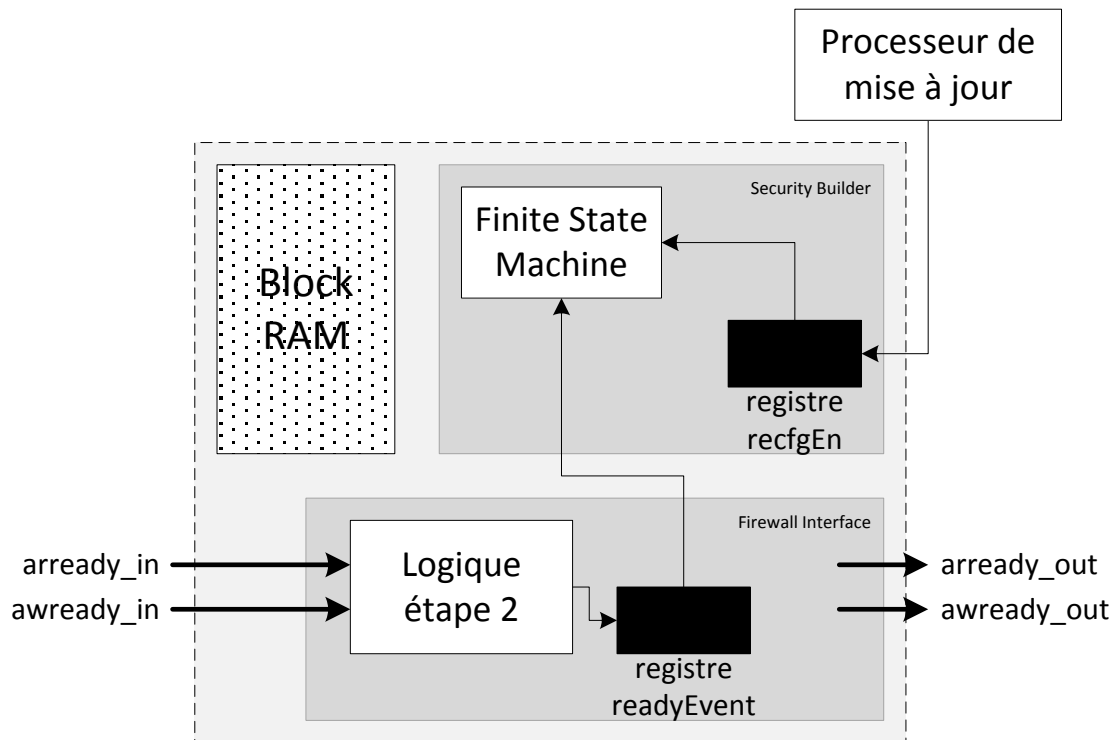 Processeur de
mise à jour
Security Builder
Finite State
Machine
Block
RAM
registre
recfgEn
Firewall Interface
arready_in
awready_in
Logique
étape 2
arready_out
awready_out
registre
readyEvent